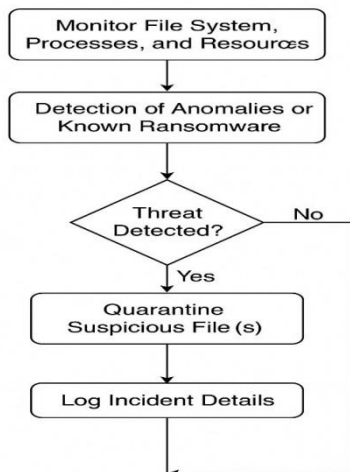 Monitor File System,
Processes, and Resources
Detection of Anomalies or
Known Ransomware
Threat
Detected?
No
Yes
Quarantine
Suspicious File(s)
Log Incident Details